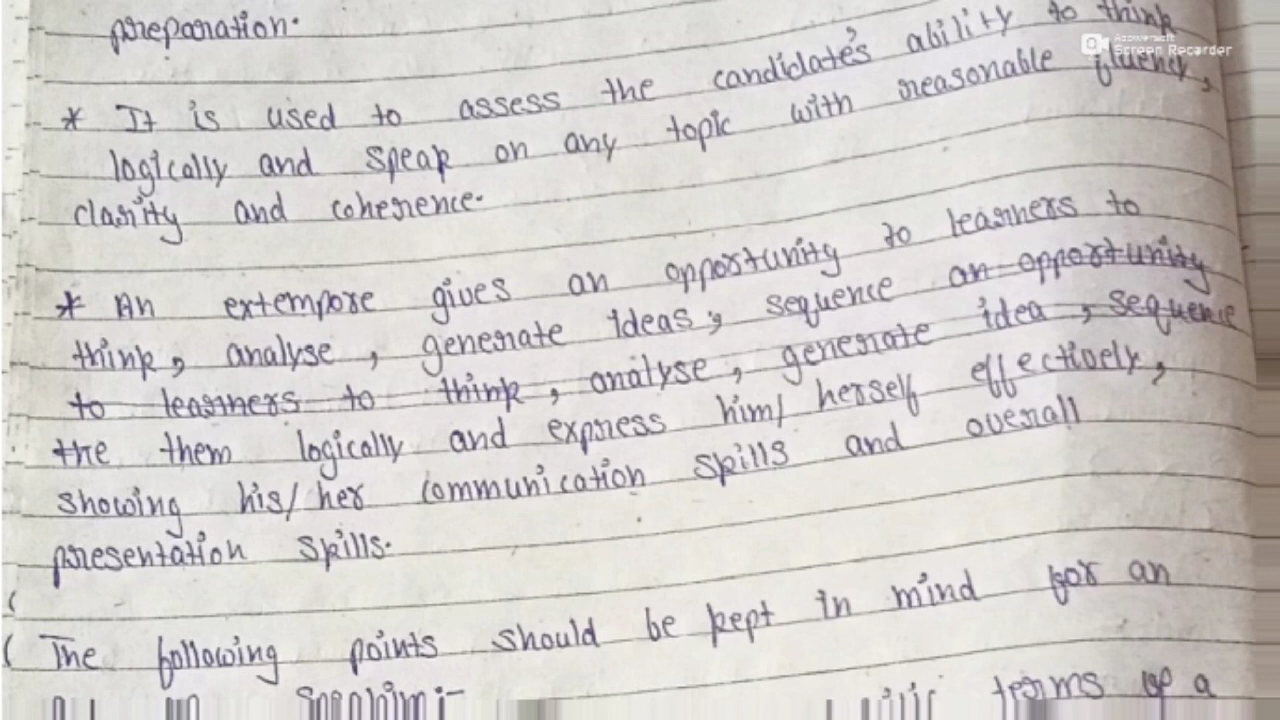 preparation.
Azowersoft
Screen Recorder
* It is used to assess the candidate's ability to think
logically and speak on any topic with reasonable fluency,
clarity and coherence.
* An extempore gives an opportunity to learners to
think, analyse, generate ideas, sequence an opportunity
to learners to think, analyse, generate idea, sequence
the them logically and express him/ herself effectively,
showing his/ her communication skills and overall
presentation skills.
The following points should be kept in mind for an
terms of a